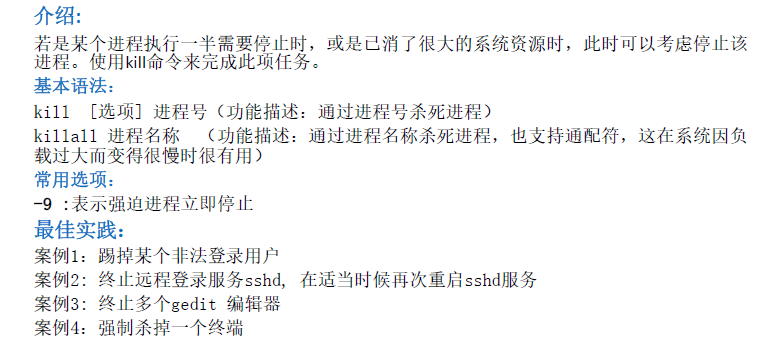 介绍:
若是某个进程执行一半需要停止时，或是已消了很大的系统资源时，此时可以考虑停止该
进程。使用kill命令来完成此项任务。
基本语法：
kill [选项] 进程号（功能描述：通过进程号杀死进程）
killall 进程名称 （功能描述：通过进程名称杀死进程，也支持通配符，这在系统因负
载过大而变得很慢时很有用）
常用选项：
-9 :表示强迫进程立即停止
最佳实践：
案例1：踢掉某个非法登录用户
案例2: 终止远程登录服务sshd, 在适当时候再次重启sshd服务
案例3: 终止多个gedit 编辑器
案例4：强制杀掉一个终端